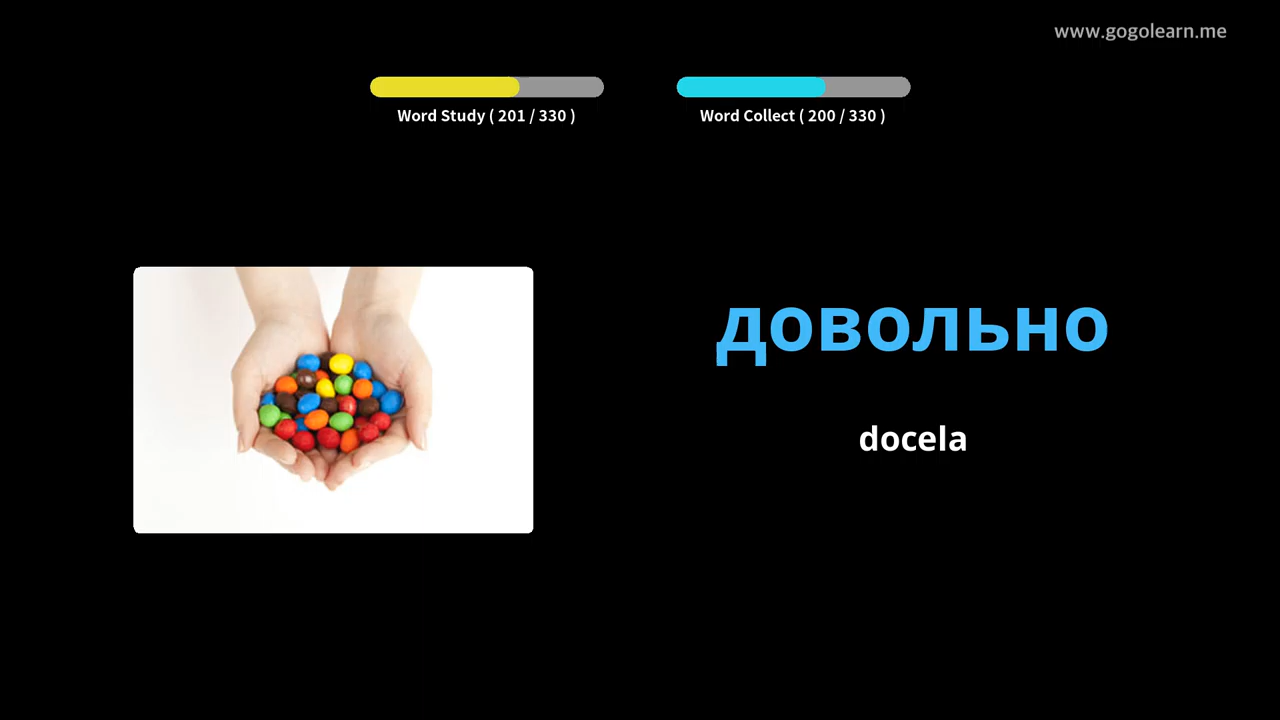 www.gogolearn.me
Word Study ( 201 / 330 )
Word Collect ( 200 / 330 )
довольно
docela